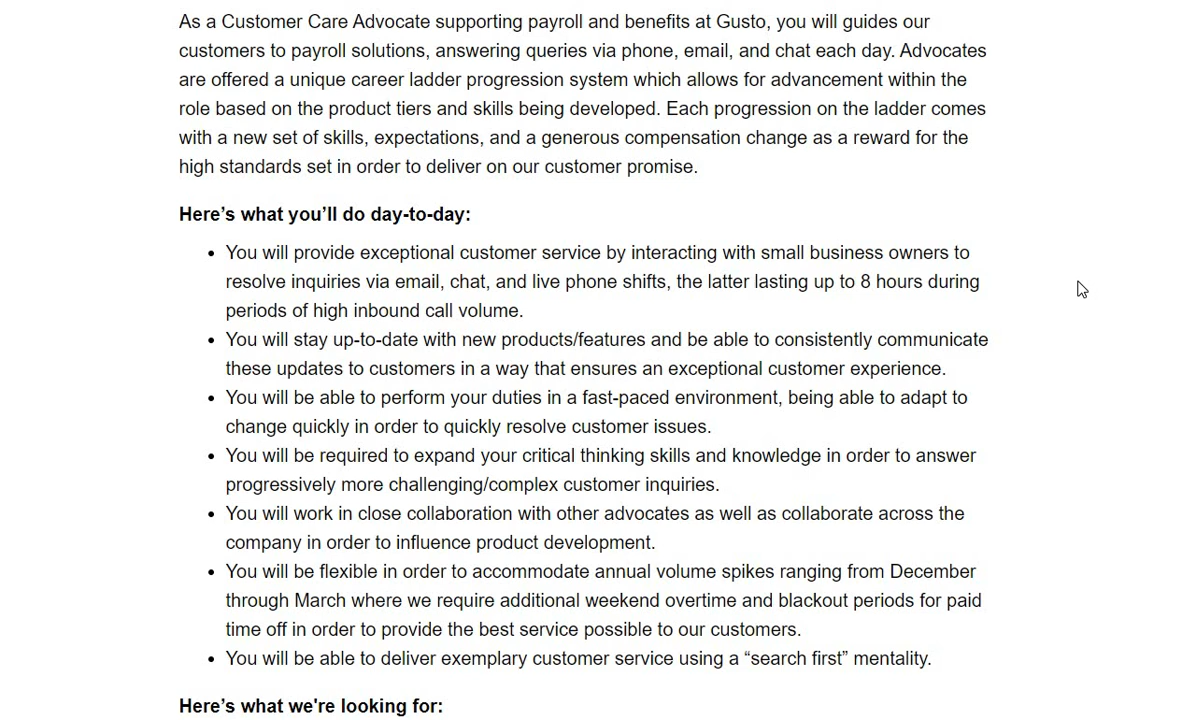 As a Customer Care Advocate supporting payroll and benefits at Gusto, you will guides our
customers to payroll solutions, answering queries via phone, email, and chat each day. Advocates
are offered a unique career ladder progression system which allows for advancement within the
role based on the product tiers and skills being developed. Each progression on the ladder comes
with a new set of skills, expectations, and a generous compensation change as a reward for the
high standards set in order to deliver on our customer promise.
Here’s what you’ll do day-to-day:
• You will provide exceptional customer service by interacting with small business owners to
resolve inquiries via email, chat, and live phone shifts, the latter lasting up to 8 hours during
periods of high inbound call volume.
• You will stay up-to-date with new products/features and be able to consistently communicate
these updates to customers in a way that ensures an exceptional customer experience.
• You will be able to perform your duties in a fast-paced environment, being able to adapt to
change quickly in order to quickly resolve customer issues.
• You will be required to expand your critical thinking skills and knowledge in order to answer
progressively more challenging/complex customer inquiries.
• You will work in close collaboration with other advocates as well as collaborate across the
company in order to influence product development.
• You will be flexible in order to accommodate annual volume spikes ranging from December
through March where we require additional weekend overtime and blackout periods for paid
time off in order to provide the best service possible to our customers.
• You will be able to deliver exemplary customer service using a “search first” mentality.
Here’s what we're looking for: